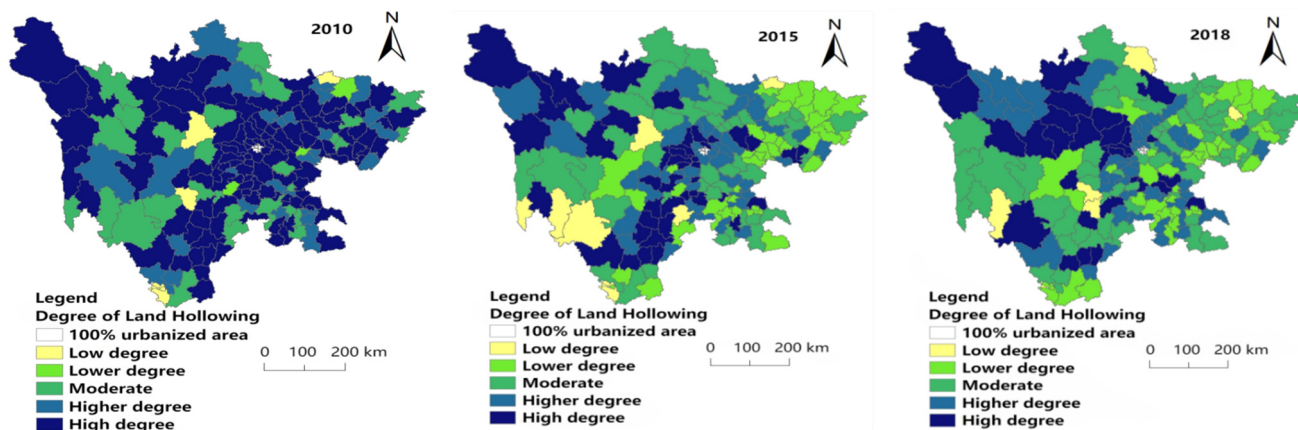 2010
N
Legend
Degree of Land Hollowing
100% urbanized area
Low degree
Lower degree
Moderate
Higher degree
High degree
0 100 200 km
2015
N
Legend
Degree of Land Hollowing
100% urbanized area
Low degree
Lower degree
Moderate
Higher degree
High degree
0 100 200 km
2018
N
Legend
Degree of Land Hollowing
100% urbanized area
Low degree
Lower degree
Moderate
Higher degree
High degree
0 100 200 km